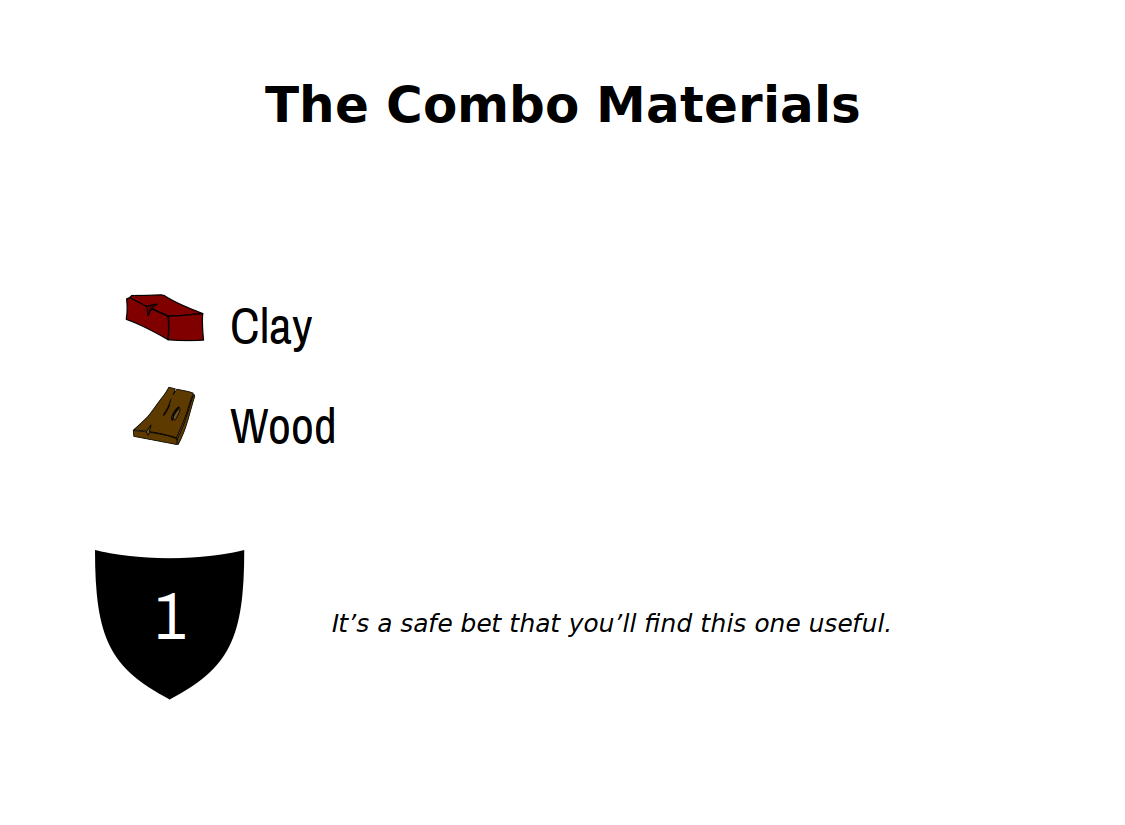 The Combo Materials
Clay
Wood
1
It’s a safe bet that you’ll find this one useful.